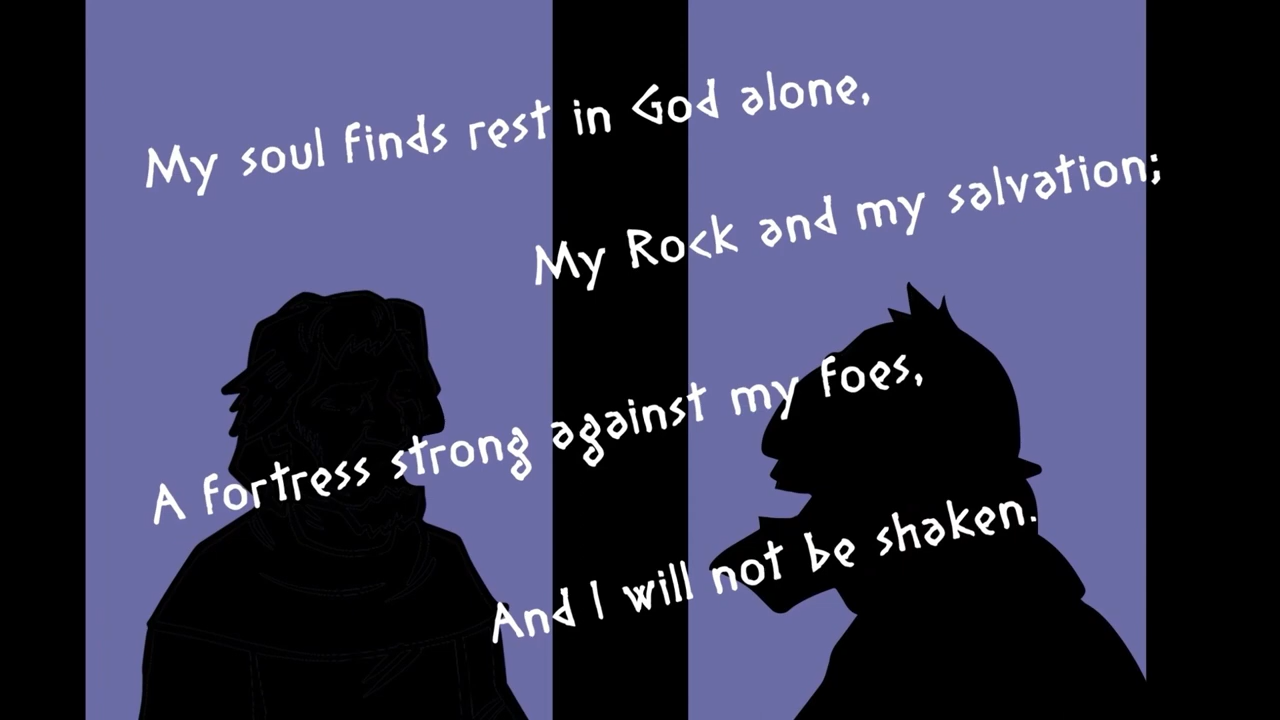 My soul finds rest in God alone,
My Rock and my salvation;
A fortress strong against my foes,
And I will not be shaken.